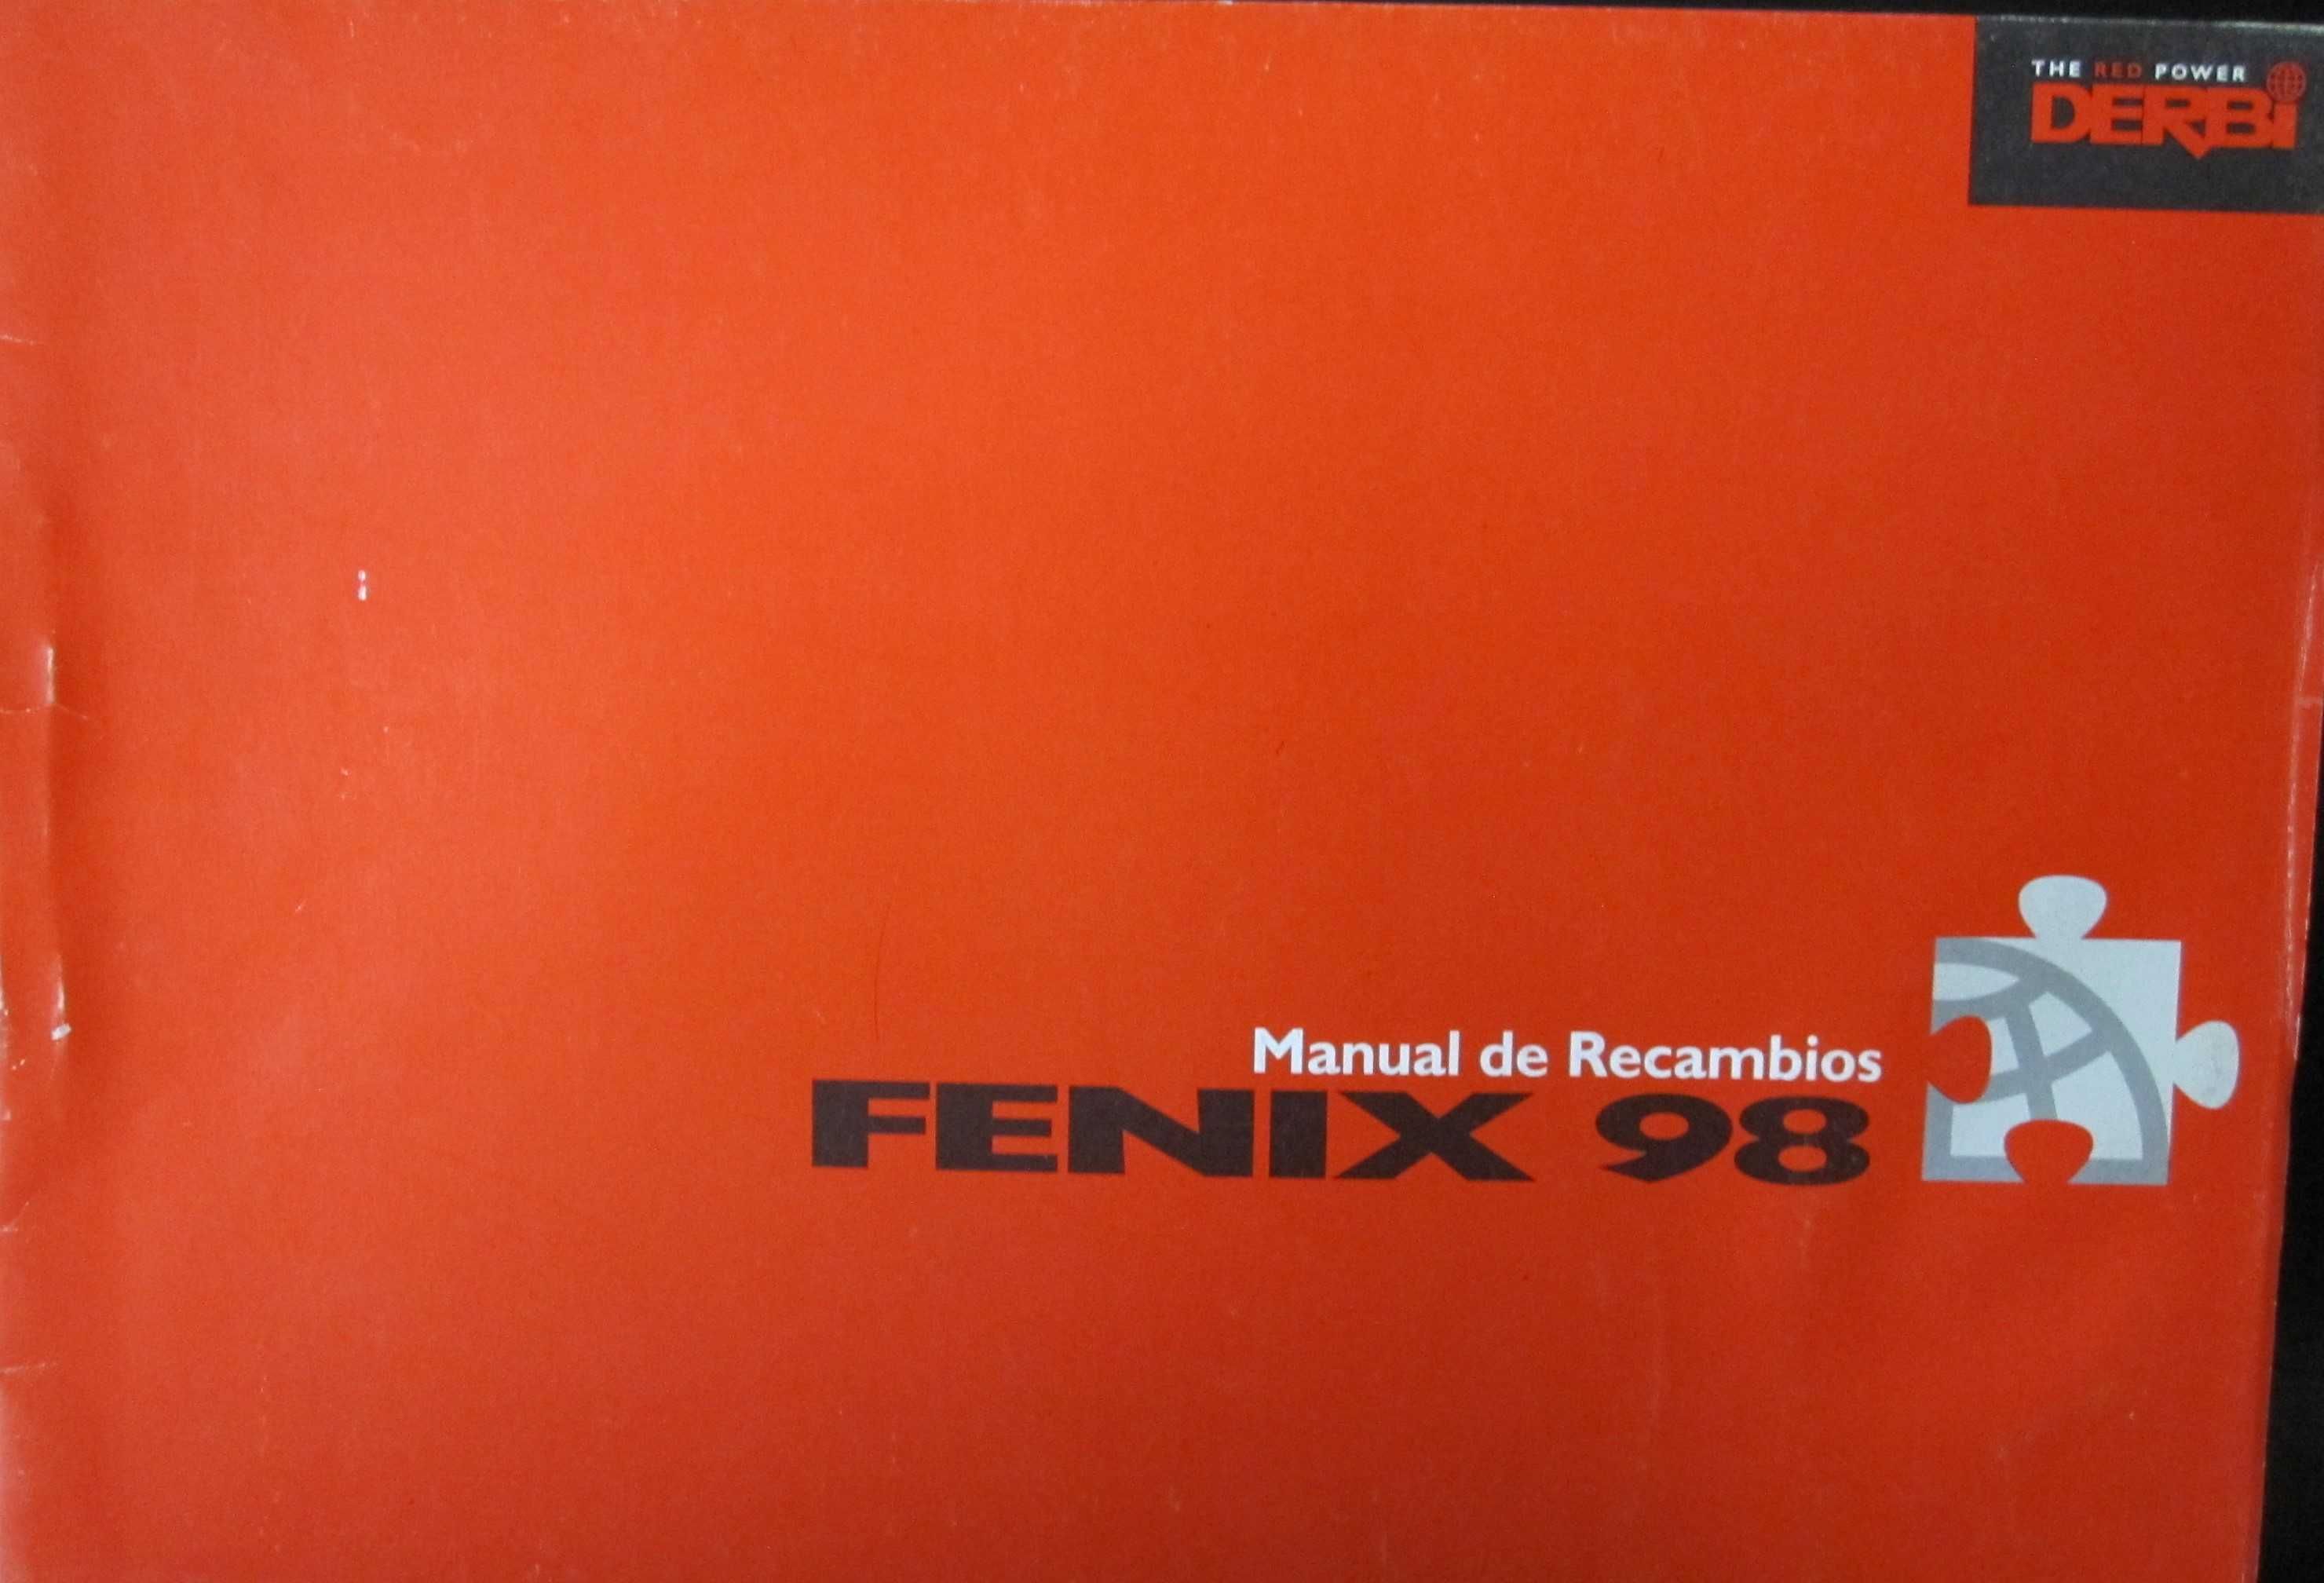 THE RED POWER
DERBi
Manual de Recambios
FENIX 98